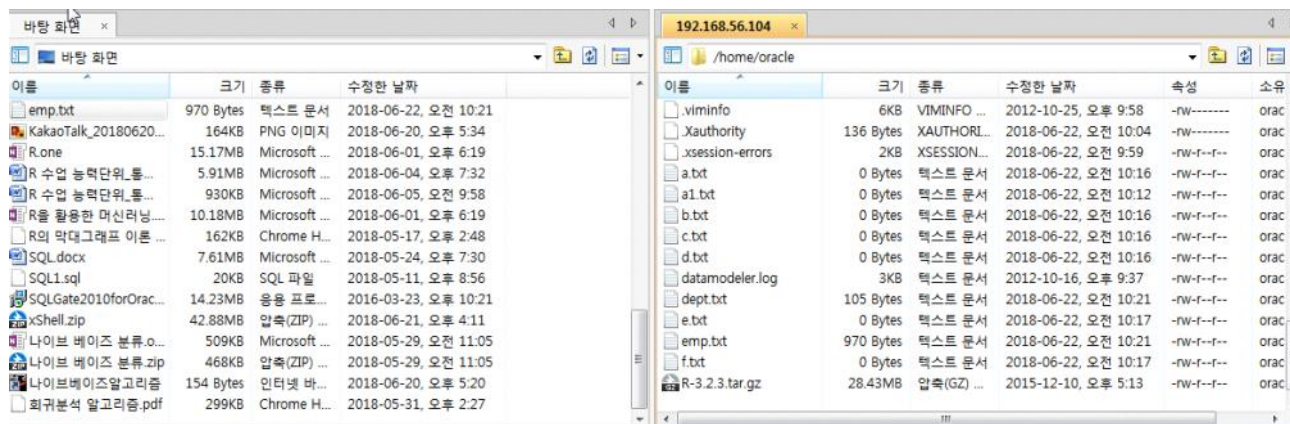 바탕 화면
바탕 화면
이름 크기 종류 수정한 날짜
emp.txt 970 Bytes 텍스트 문서 2018-06-22, 오전 10:21
KakaoTalk_20180620... 164KB PNG 이미지 2018-06-20, 오후 5:34
R.one 15.17MB Microsoft ... 2018-06-01, 오후 6:19
R 수업 능력단위_통... 5.91MB Microsoft ... 2018-06-04, 오후 7:32
R 수업 능력단위_통... 930KB Microsoft ... 2018-06-05, 오전 9:58
R을 활용한 머신러닝.... 10.18MB Microsoft ... 2018-06-01, 오후 6:19
R의 막대그래프 이론 ... 162KB Chrome H... 2018-05-17, 오후 2:48
SQL.docx 7.61MB Microsoft ... 2018-05-24, 오후 7:30
SQL1.sql 20KB SQL 파일 2018-05-11, 오후 8:56
SQLGate2010forOrac... 14.23MB 응용 프로... 2016-03-23, 오후 10:21
xShell.zip 42.88MB 압축(ZIP) ... 2018-06-21, 오후 4:11
나이브 베이즈 분류.o... 509KB Microsoft ... 2018-05-29, 오전 11:05
나이브 베이즈 분류.zip 468KB 압축(ZIP) ... 2018-05-29, 오전 11:05
나이브베이즈알고리즘 154 Bytes 인터넷 바... 2018-06-20, 오후 5:20
회귀분석 알고리즘.pdf 299KB Chrome H... 2018-05-31, 오후 2:27
192.168.56.104
/home/oracle
이름 크기 종류 수정한 날짜 속성 소유
.viminfo 6KB VIMINFO ... 2012-10-25, 오후 9:58 -rw------- orac
.Xauthority 136 Bytes XAUTHORI... 2018-06-22, 오전 10:04 -rw------- orac
.xsession-errors 2KB XSESSION... 2018-06-22, 오전 9:59 -rw-r--r-- orac
a.txt 0 Bytes 텍스트 문서 2018-06-22, 오전 10:16 -rw-r--r-- orac
a1.txt 0 Bytes 텍스트 문서 2018-06-22, 오전 10:12 -rw-r--r-- orac
b.txt 0 Bytes 텍스트 문서 2018-06-22, 오전 10:16 -rw-r--r-- orac
c.txt 0 Bytes 텍스트 문서 2018-06-22, 오전 10:16 -rw-r--r-- orac
d.txt 0 Bytes 텍스트 문서 2018-06-22, 오전 10:16 -rw-r--r-- orac
datamodeler.log 3KB 텍스트 문서 2012-10-16, 오후 9:37 -rw-r--r-- orac
dept.txt 105 Bytes 텍스트 문서 2018-06-22, 오전 10:21 -rw-r--r-- orac
e.txt 0 Bytes 텍스트 문서 2018-06-22, 오전 10:17 -rw-r--r-- orac
emp.txt 970 Bytes 텍스트 문서 2018-06-22, 오전 10:21 -rw-r--r-- orac
f.txt 0 Bytes 텍스트 문서 2018-06-22, 오전 10:17 -rw-r--r-- orac
R-3.2.3.tar.gz 28.43MB 압축(GZ) ... 2015-12-10, 오후 5:13 -rw-r--r-- orac